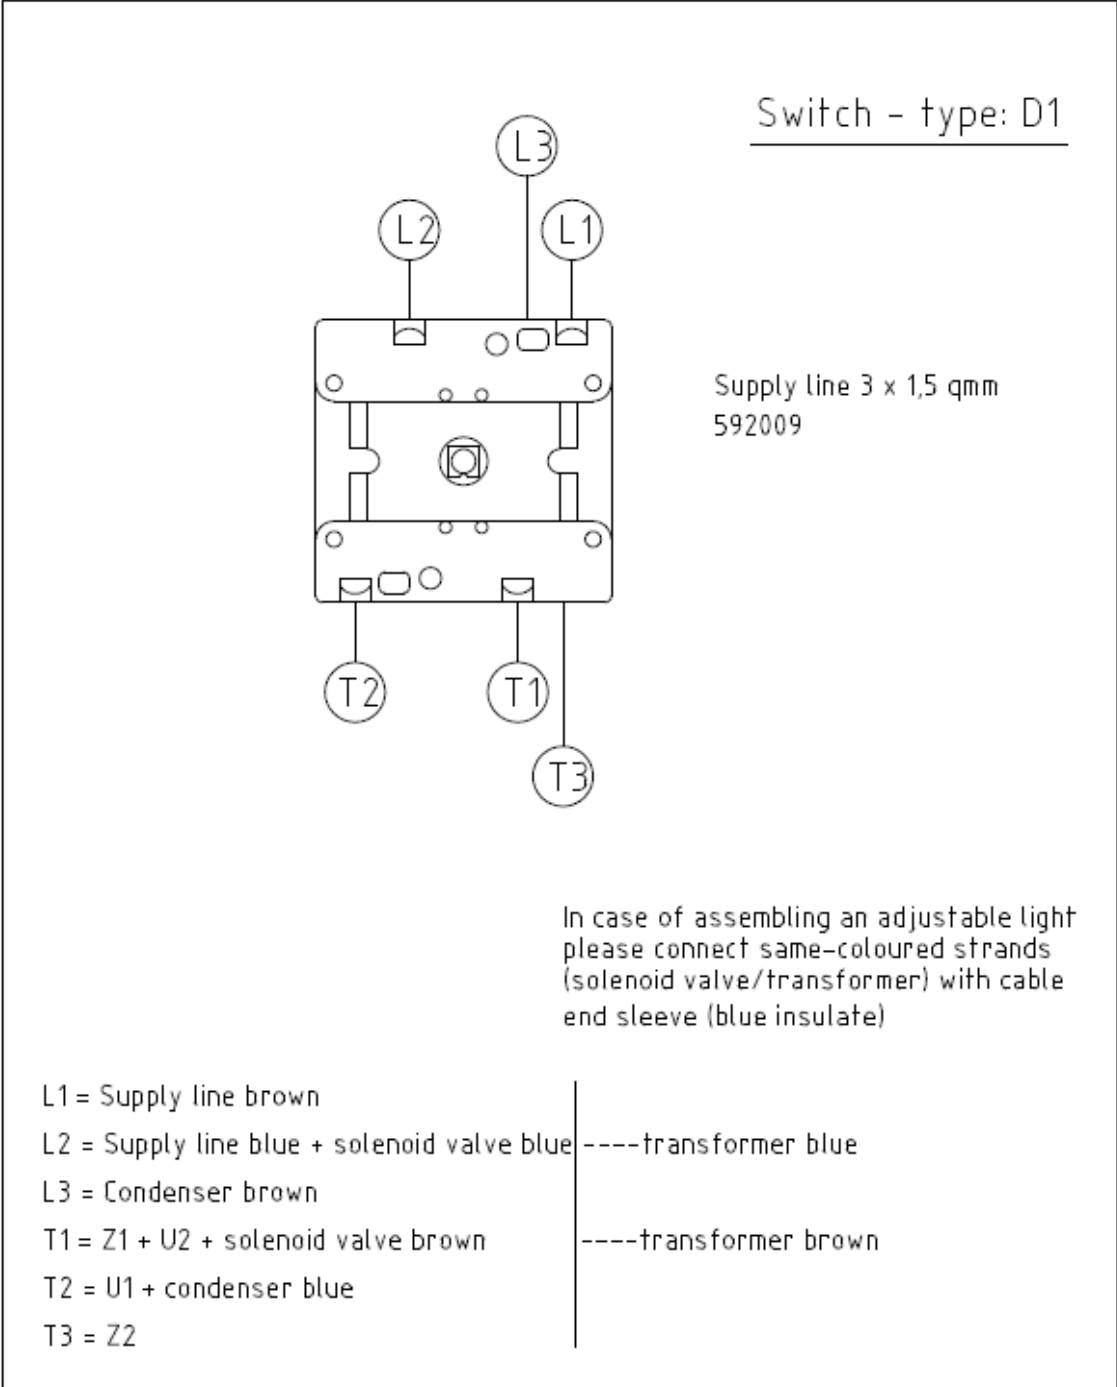 Switch - type: D1
L3
L2
L1
Supply line 3 x 1,5 qmm
592009
T2
T1
T3
In case of assembling an adjustable light
please connect same-coloured strands
(solenoid valve/transformer) with cable
end sleeve (blue insulate)
L1 = Supply line brown
L2 = Supply line blue + solenoid valve blue ----transformer blue
L3 = Condenser brown
T1 = Z1 + U2 + solenoid valve brown ----transformer brown
T2 = U1 + condenser blue
T3 = Z2